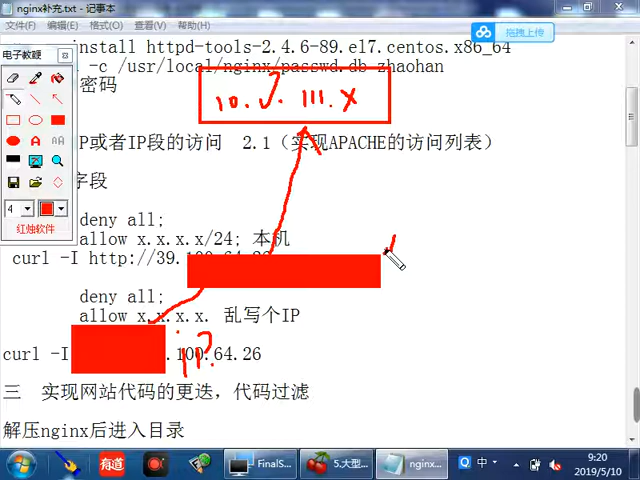 nginx补充.txt - 记事本
文件(F) 编辑(E) 格式(O) 查看(V)
拖拽上传
install httpd-tools-2.4.6-89.el7.centos.x86_64
-c /usr/local/nginx/passwd.db zhaohan
电子教鞭
密码
10. 111.X
P或者IP段的访问 2.1（实现APACHE的访问列表）
字段
4
红烛软件
deny all;
allow x.x.x.x/24; 本机
curl -I http://39.100.64.26
deny all;
allow x.x.x.x. 乱写个IP
ip?
curl -I .100.64.26
三 实现网站代码的更迭，代码过滤
解压nginx后进入目录
有道 FinalS... 5.大型... nginx... 中
9:20
2019/5/10